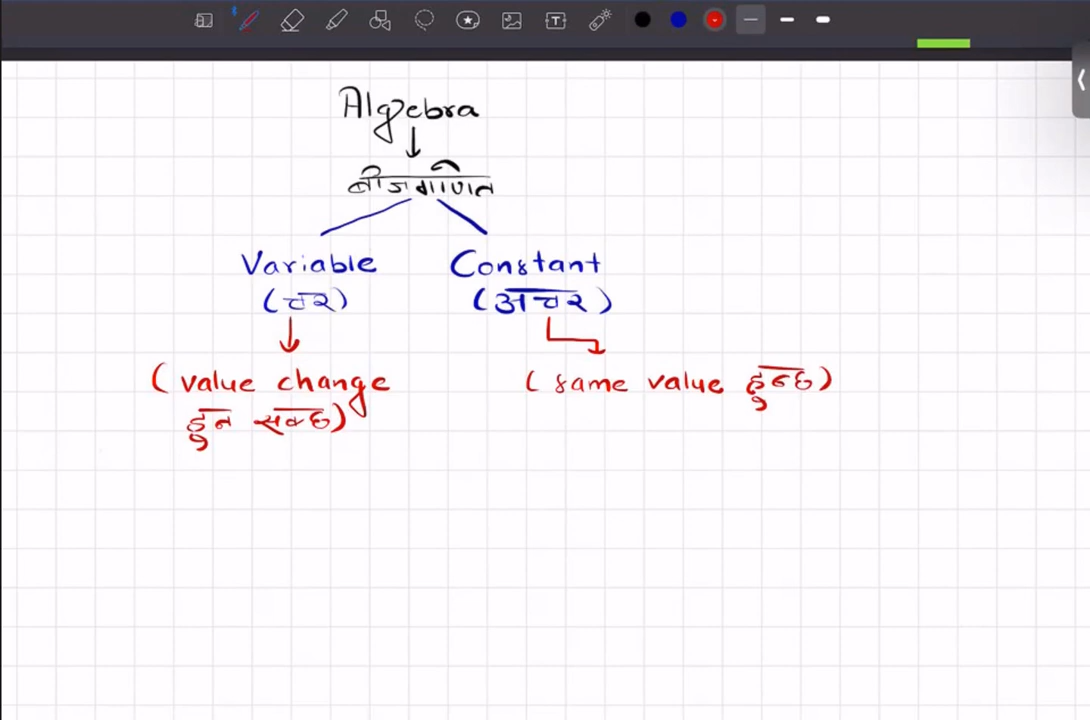 Algebra
बीजगणित
Variable Constant
(चर) (अचर)
(value change (same value हुन्छ)
हुन सक्छ)